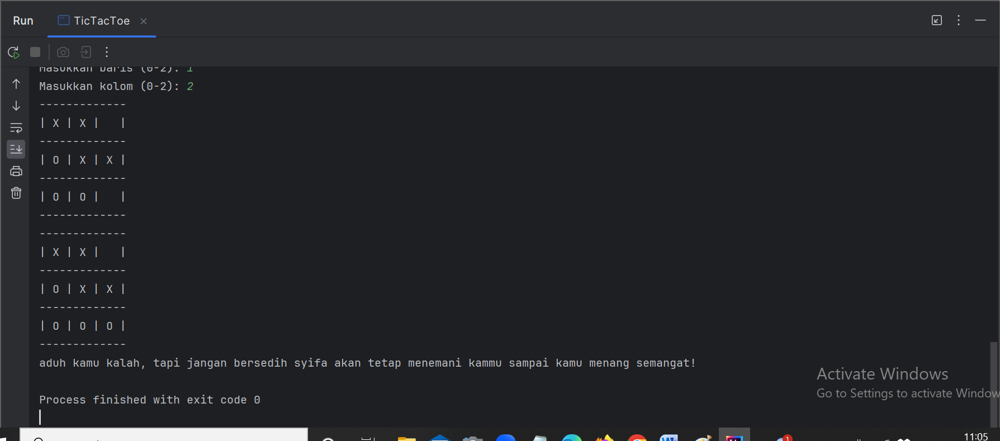 Run TicTacToe
Masukkan baris (0-2): 1
Masukkan kolom (0-2): 2
-------------
| X | X |   |
-------------
| O | X | X |
-------------
| O | O |   |
-------------
-------------
| X | X |   |
-------------
| O | X | X |
-------------
| O | O | O |
-------------
aduh kamu kalah, tapi jangan bersedih syifa akan tetap menemani kammu sampai kamu menang semangat!
Activate Windows
Go to Settings to activate Window
Process finished with exit code 0
1
11:05